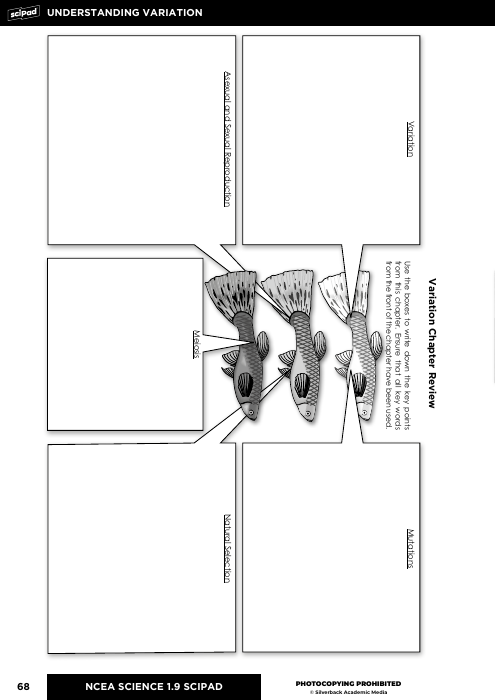 scipad
UNDERSTANDING VARIATION
Variation Chapter Review
Use the boxes to write down the key points
from this chapter. Ensure that all key words
from the front of the chapter have been used.
Variation
Mutations
Asexual and Sexual Reproduction
Meiosis
Natural Selection
68
NCEA SCIENCE 1.9 SCIPAD
PHOTOCOPYING PROHIBITED
© Silverback Academic Media